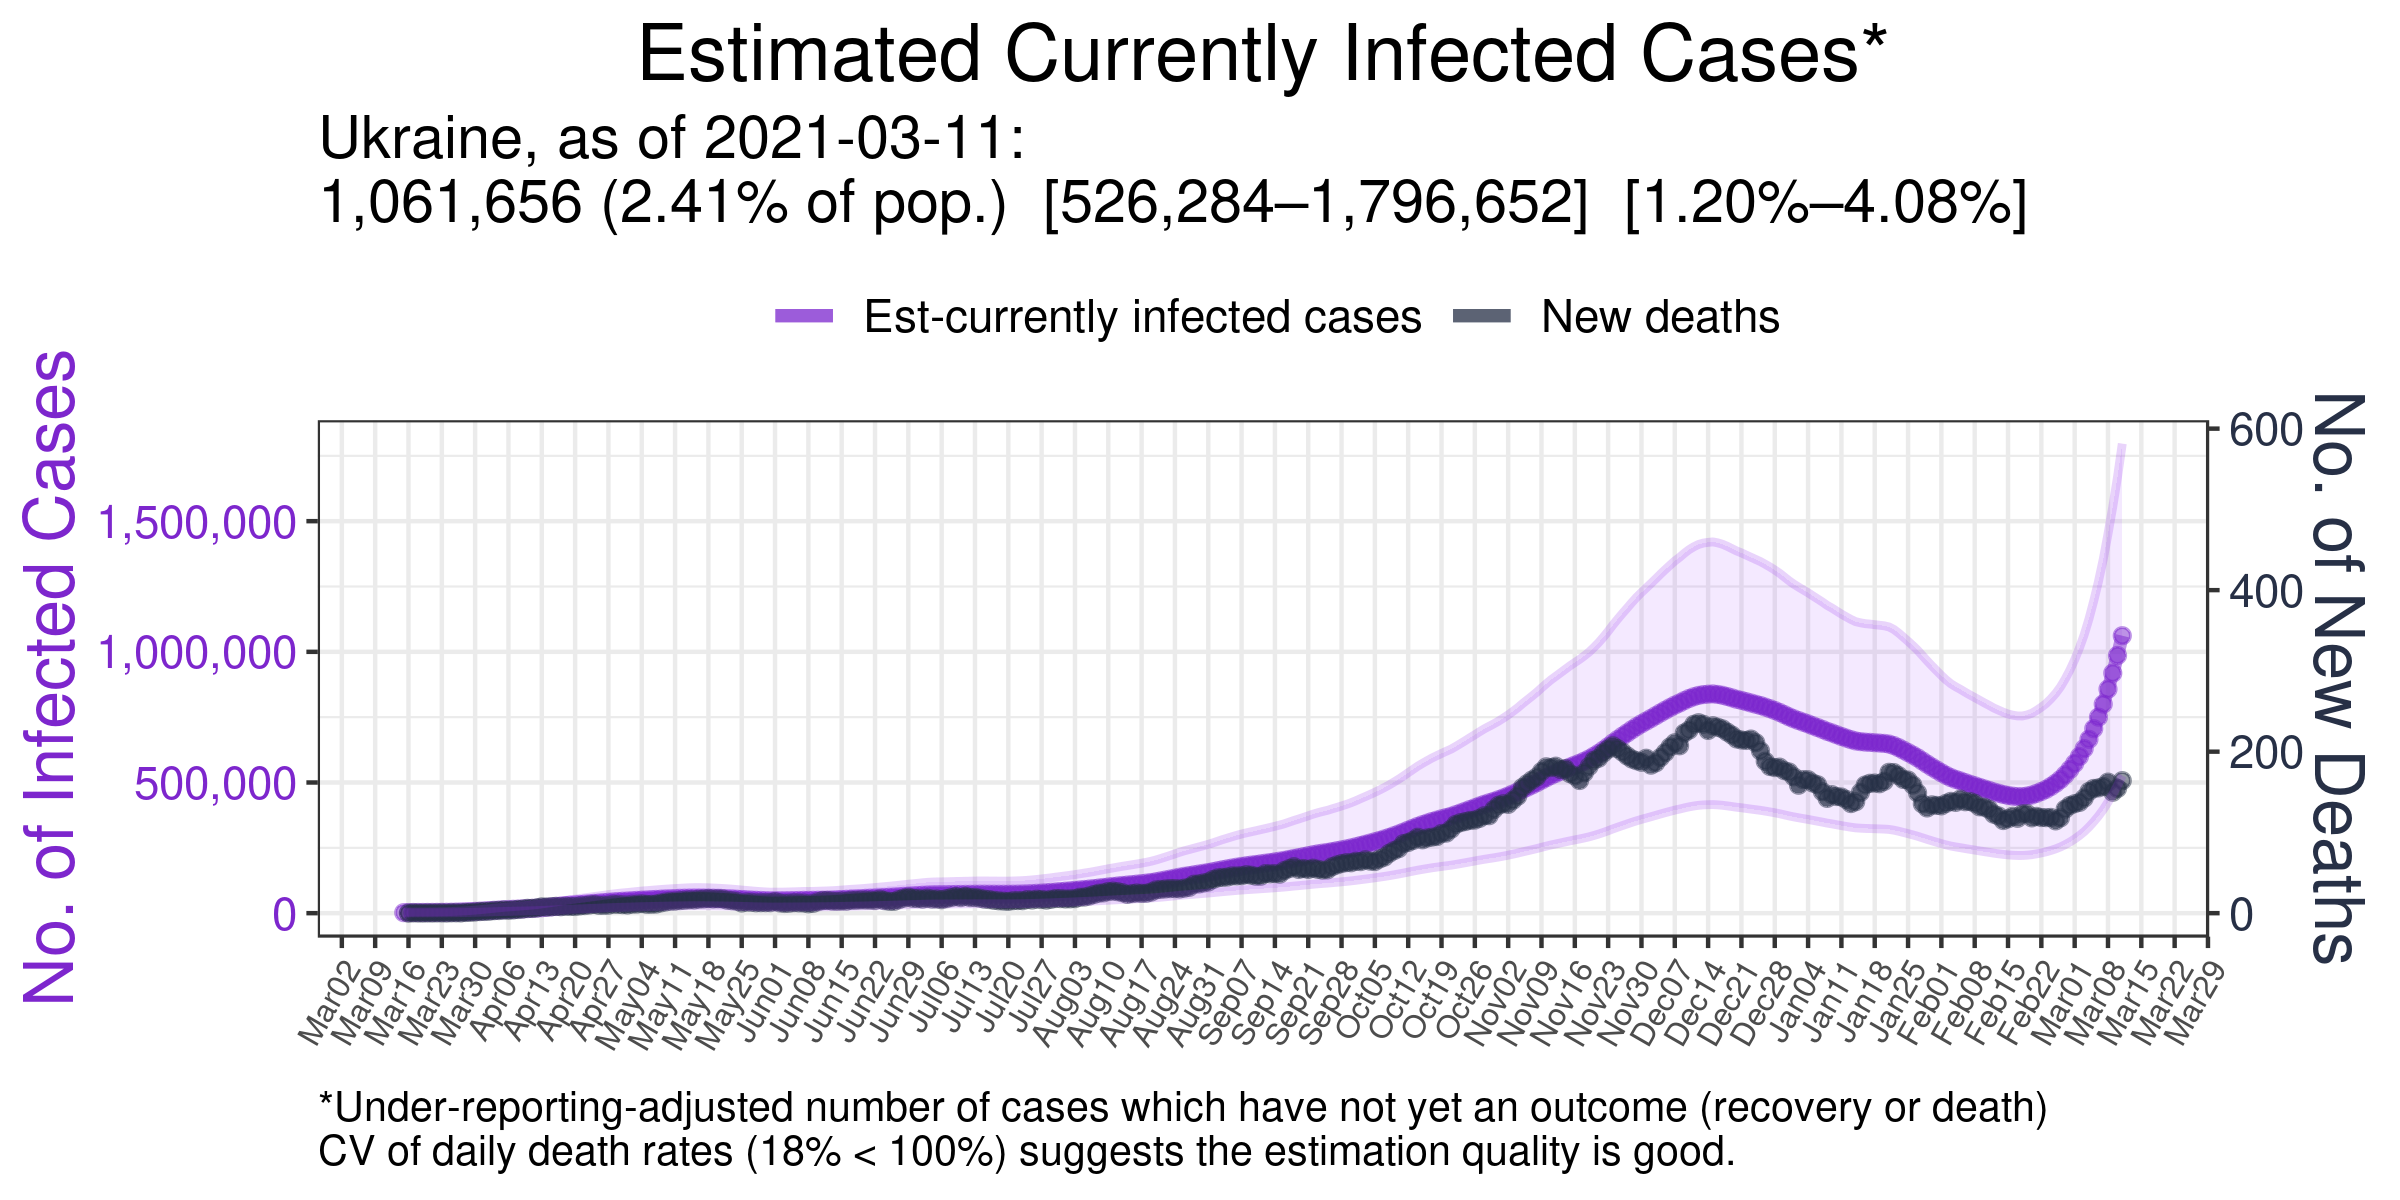 Estimated Currently Infected Cases*
Ukraine, as of 2021-03-11:
1,061,656 (2.41% of pop.) [526,284–1,796,652] [1.20%–4.08%]
Est-currently infected cases New deaths
No. of Infected Cases
1,500,000
1,000,000
500,000
0
600
400
200
0
No. of New Deaths
Mar02 Mar09 Mar16 Mar23 Mar30 Apr06 Apr13 Apr20 Apr27 May04 May11 May18 May25 Jun01 Jun08 Jun15 Jun22 Jun29 Jul06 Jul13 Jul20 Jul27 Aug03 Aug10 Aug17 Aug24 Aug31 Sep07 Sep14 Sep21 Sep28 Oct05 Oct12 Oct19 Oct26 Nov02 Nov09 Nov16 Nov23 Nov30 Dec07 Dec14 Dec21 Dec28 Jan04 Jan11 Jan18 Jan25 Feb01 Feb08 Feb15 Feb22 Mar01 Mar08 Mar15 Mar22 Mar29
*Under-reporting-adjusted number of cases which have not yet an outcome (recovery or death)
CV of daily death rates (18% < 100%) suggests the estimation quality is good.